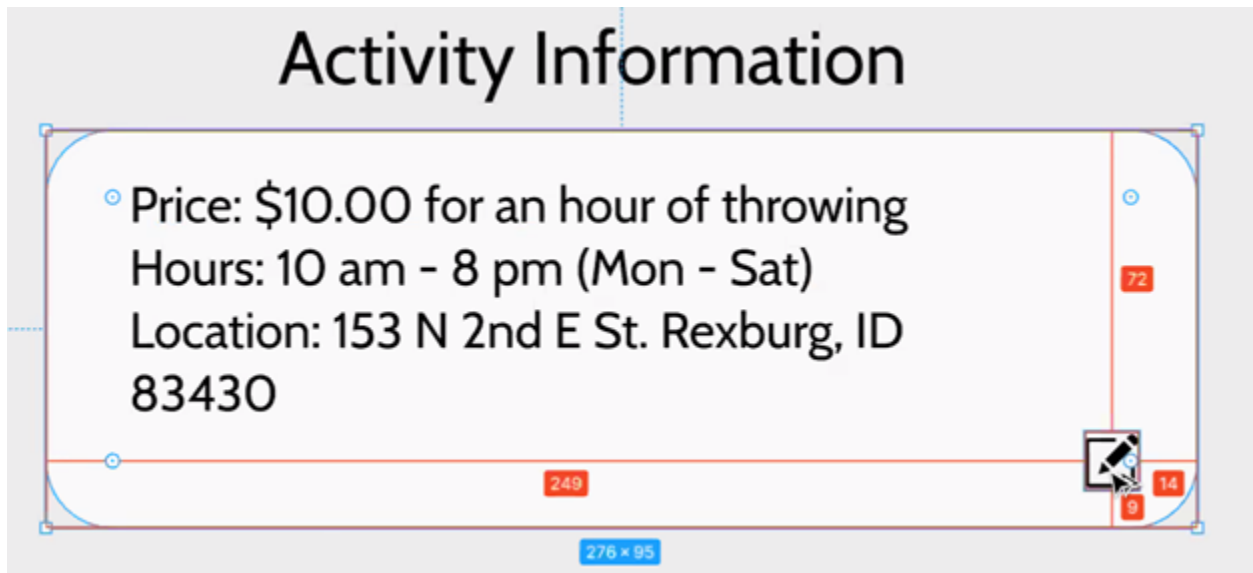 Activity Information
Price: $10.00 for an hour of throwing
Hours: 10 am - 8 pm (Mon - Sat)
Location: 153 N 2nd E St. Rexburg, ID
83430
72
249
14
9
276 × 95